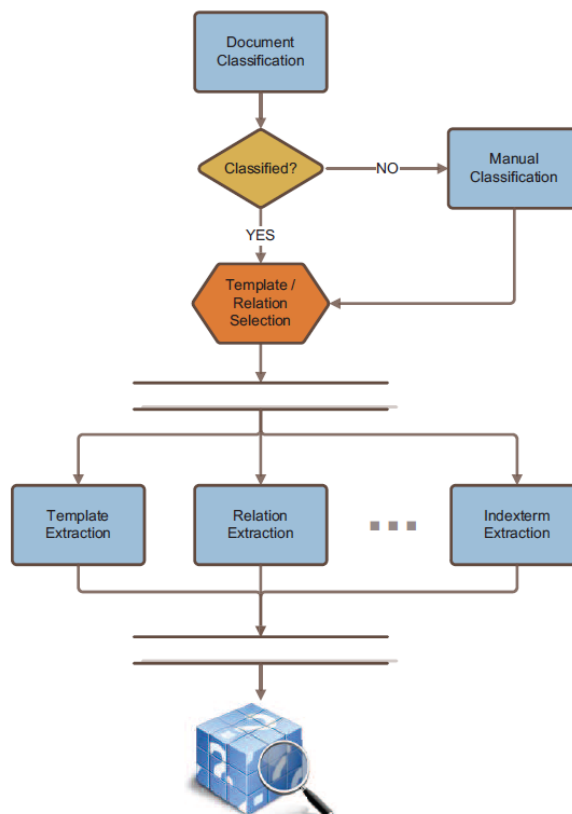 Document
Classification
Classified?
NO
Manual
Classification
YES
Template /
Relation
Selection
Template
Extraction
Relation
Extraction
Indexterm
Extraction